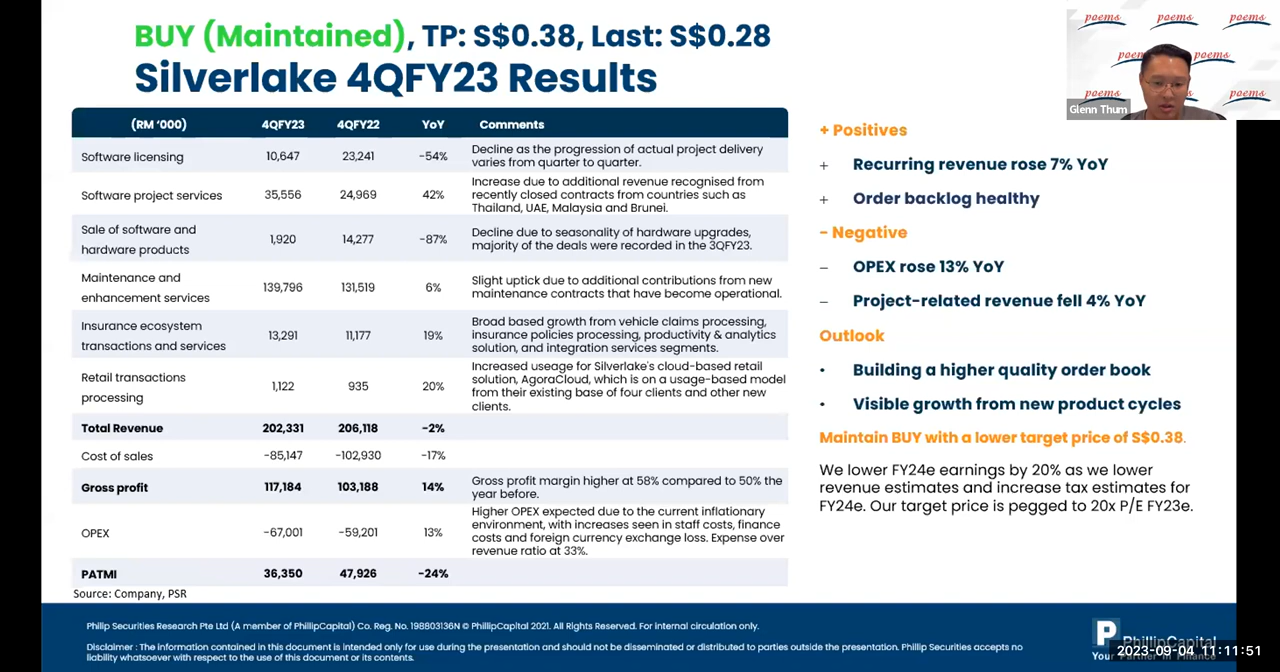 BUY (Maintained), TP: S$0.38, Last: S$0.28
Silverlake 4QFY23 Results
(RM '000) 4QFY23 4QFY22 YoY Comments
Software licensing 10,647 23,241 -54% Decline as the progression of actual project delivery
varies from quarter to quarter.
Software project services 35,556 24,969 42% Increase due to additional revenue recognised from
recently closed contracts from countries such as
Thailand, UAE, Malaysia and Brunei.
Sale of software and
hardware products 1,920 14,277 -87% Decline due to seasonality of hardware upgrades,
majority of the deals were recorded in the 3QFY23.
Maintenance and
enhancement services 139,796 131,519 6% Slight uptick due to additional contributions from new
maintenance contracts that have become operational.
Insurance ecosystem
transactions and services 13,291 11,177 19% Broad based growth from vehicle claims processing,
insurance policies processing, productivity & analytics
solution, and integration services segments.
Retail transactions
processing 1,122 935 20% Increased useage for Silverlake's cloud-based retail
solution, AgoraCloud, which is on a usage-based model
from their existing base of four clients and other new
clients.
Total Revenue 202,331 206,118 -2%
Cost of sales -85,147 -102,930 -17%
Gross profit 117,184 103,188 14% Gross profit margin higher at 58% compared to 50% the
year before.
OPEX -67,001 -59,201 13% Higher OPEX expected due to the current inflationary
environment, with increases seen in staff costs, finance
costs and foreign currency exchange loss. Expense over
revenue ratio at 33%.
PATMI 36,350 47,926 -24%
Source: Company, PSR
+ Positives
+ Recurring revenue rose 7% YoY
+ Order backlog healthy
- Negative
– OPEX rose 13% YoY
– Project-related revenue fell 4% YoY
Outlook
• Building a higher quality order book
• Visible growth from new product cycles
Maintain BUY with a lower target price of S$0.38.
We lower FY24e earnings by 20% as we lower
revenue estimates and increase tax estimates for
FY24e. Our target price is pegged to 20x P/E FY23e.
poems poems poems
poems poems
poems poems
Glenn Thum
Phillip Securities Research Pte Ltd (A member of PhillipCapital) Co. Reg. No. 198803136N © PhillipCapital 2021. All Rights Reserved. For internal circulation only.
Disclaimer : The information contained in this document is intended only for use during the presentation and should not be disseminated or distributed to parties outside the presentation. Phillip Securities accepts no
liability whatsoever with respect to the use of this document or its contents.
P PhillipCapital
Your Partner In Finance
2023-09-04 11:11:51